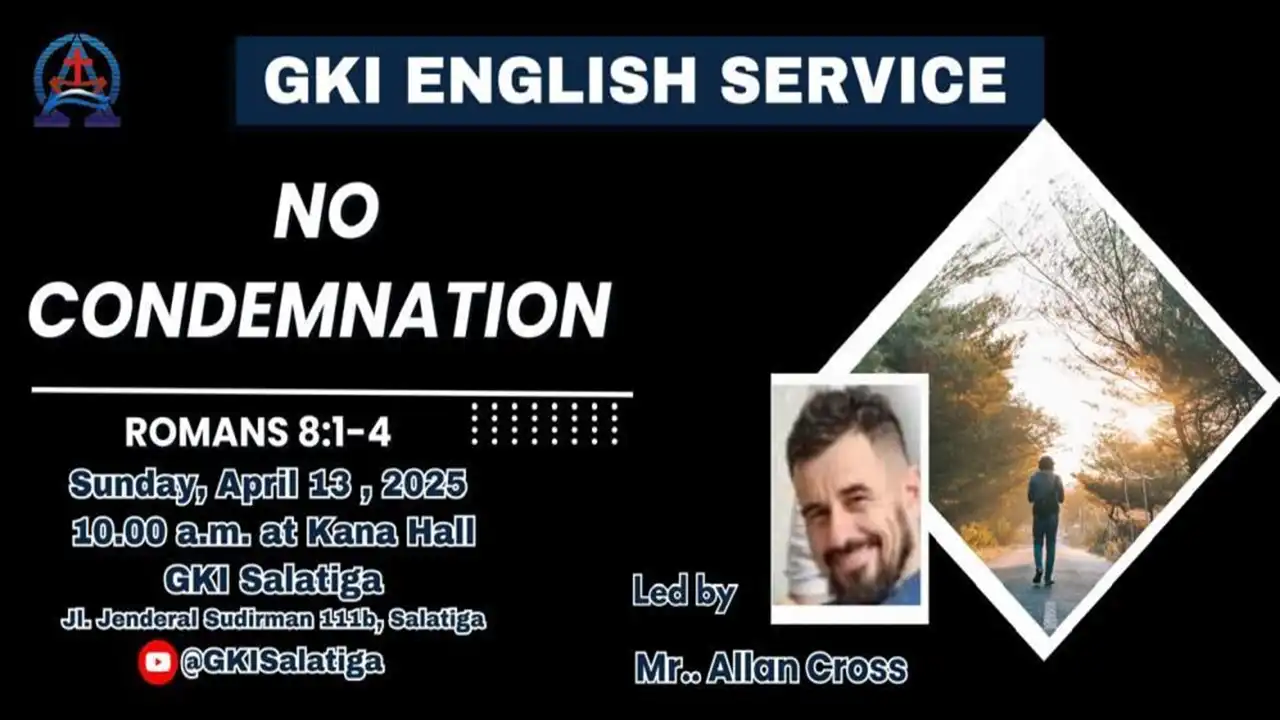 GKI ENGLISH SERVICE
NO
CONDEMNATION
ROMANS 8:1-4
Sunday, April 13 , 2025
10.00 a.m. at Kana Hall
GKI Salatiga
Jl. Jenderal Sudirman 111b, Salatiga
@GKISalatiga
Led by
Mr.. Allan Cross